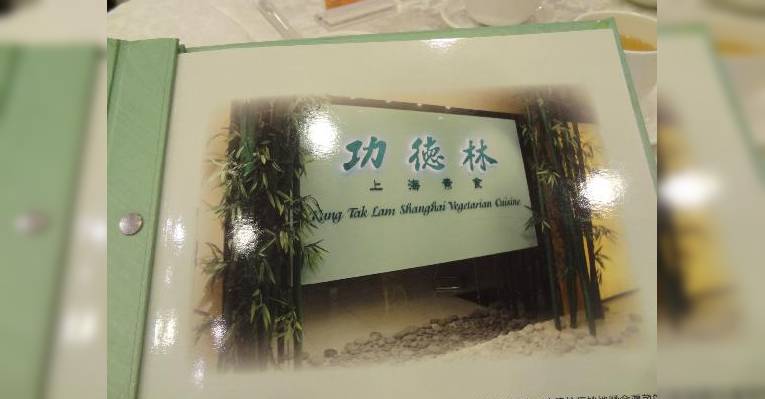 功德林
上海素食
Kung Tak Lam Shanghai Vegetarian Cuisine